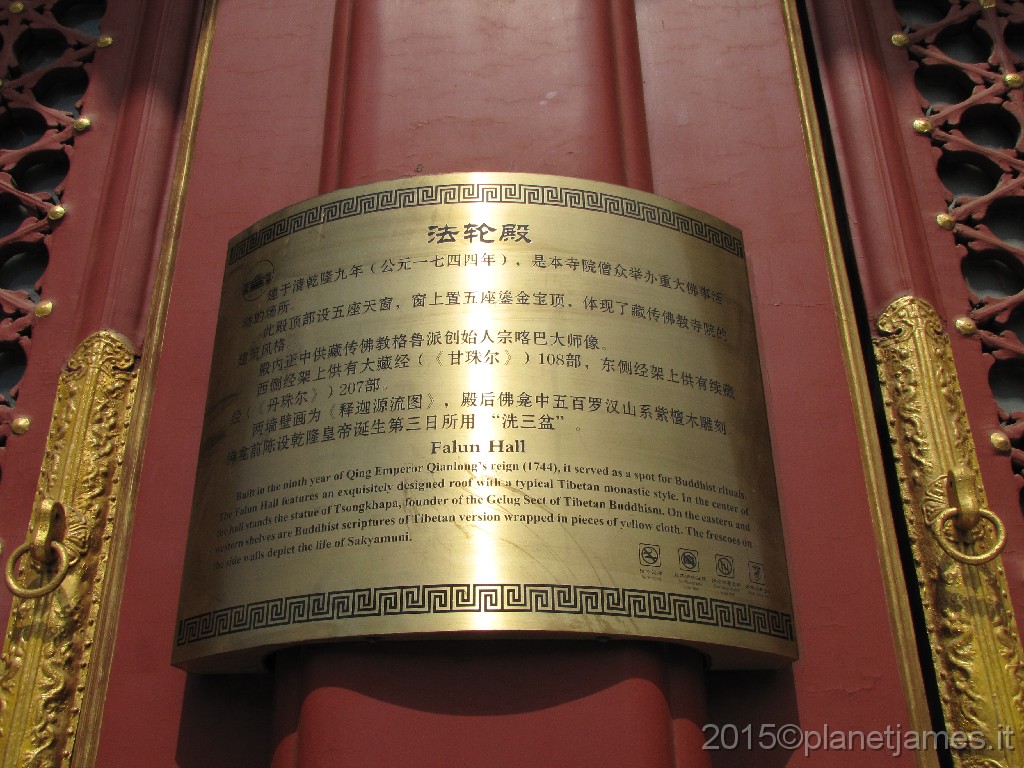 法轮殿
建于清乾隆九年（公元一七四四年），是本寺院僧众举办重大佛事活
动的场所。
此殿顶部设五座天窗，窗上置五座鎏金宝顶，体现了藏传佛教寺院的
建筑风格。
殿内正中供藏传佛教格鲁派创始人宗喀巴大师像。
西侧经架上供有大藏经（《甘珠尔》）108部，东侧经架上供有续藏
经（《丹珠尔》）207部。
两墙壁画为《释迦源流图》，殿后佛龛中五百罗汉山系紫檀木雕刻，
佛龛前陈设乾隆皇帝诞生第三日所用“洗三盆”。
Falun Hall
Built in the ninth year of Qing Emperor Qianlong's reign (1744), it served as a spot for Buddhist rituals.
The Falun Hall features an exquisitely designed roof with a typical Tibetan monastic style. In the center of
the hall stands the statue of Tsongkhapa, founder of the Gelug Sect of Tibetan Buddhism. On the eastern and
western shelves are Buddhist scriptures of Tibetan version wrapped in pieces of yellow cloth. The frescoes on
the side walls depict the life of Sakyamuni.
2015©planetjames.it